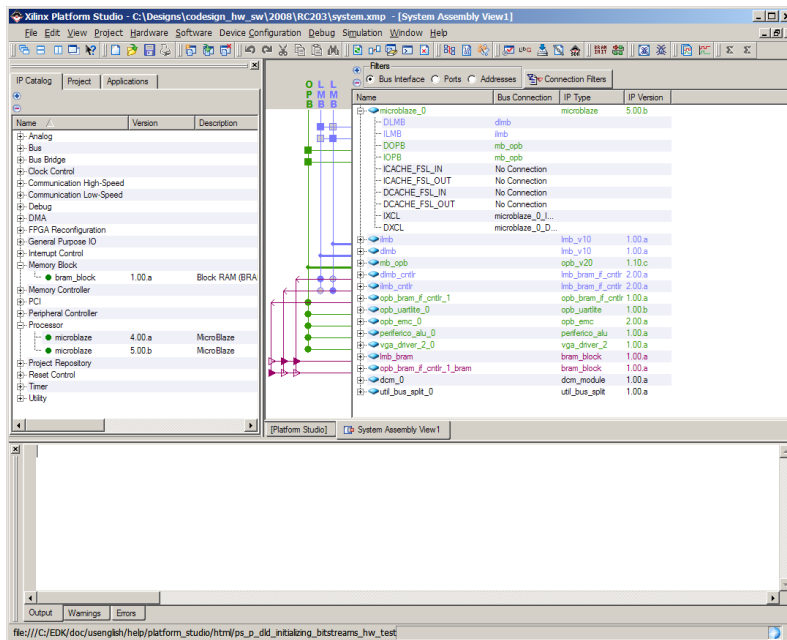 Xilinx Platform Studio - C:\Designs\codesign_hw_sw\2008\RC203\system.xmp - [System Assembly View1]
File Edit View Project Hardware Software Device Configuration Debug Simulation Window Help
IP Catalog Project Applications
Name Version Description
Analog
Bus
Bus Bridge
Clock Control
Communication High-Speed
Communication Low-Speed
Debug
DMA
FPGA Reconfiguration
General Purpose IO
Interrupt Control
Memory Block
bram_block 1.00.a Block RAM (BRA
Memory Controller
PCI
Peripheral Controller
Processor
microblaze 4.00.a MicroBlaze
microblaze 5.00.b MicroBlaze
Project Repository
Reset Control
Timer
Utility
O L L
P M M
B B B
Filters
Bus Interface Ports Addresses Connection Filters
Name Bus Connection IP Type IP Version
microblaze_0 microblaze 5.00.b
DLMB dlmb
ILMB ilmb
DOPB mb_opb
IOPB mb_opb
ICACHE_FSL_IN No Connection
ICACHE_FSL_OUT No Connection
DCACHE_FSL_IN No Connection
DCACHE_FSL_OUT No Connection
IXCL microblaze_0_I...
DXCL microblaze_0_D...
ilmb lmb_v10 1.00.a
dlmb lmb_v10 1.00.a
mb_opb opb_v20 1.10.c
dlmb_cntlr lmb_bram_if_cntlr 2.00.a
ilmb_cntlr lmb_bram_if_cntlr 2.00.a
opb_bram_if_cntlr_1 opb_bram_if_cntlr 1.00.a
opb_uartlite_0 opb_uartlite 1.00.b
opb_emc_0 opb_emc 2.00.a
periferico_alu_0 periferico_alu 1.00.a
vga_driver_2_0 vga_driver_2 1.00.a
lmb_bram bram_block 1.00.a
opb_bram_if_cntlr_1_bram bram_block 1.00.a
dcm_0 dcm_module 1.00.a
util_bus_split_0 util_bus_split 1.00.a
[Platform Studio] System Assembly View1
Output Warnings Errors
file:///C:/EDK/doc/usenglish/help/platform_studio/html/ps_p_dld_initializing_bitstreams_hw_test